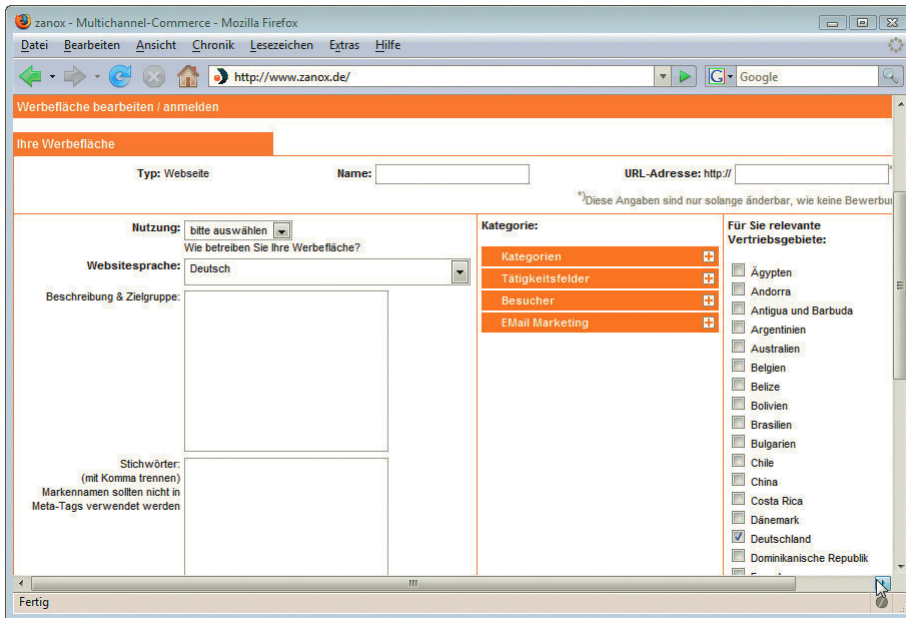 zanox - Multichannel-Commerce - Mozilla Firefox
Datei Bearbeiten Ansicht Chronik Lesezeichen Extras Hilfe
http://www.zanox.de/
Google
Werbefläche bearbeiten / anmelden
Ihre Werbefläche
Typ: Webseite
Name:
URL-Adresse: http://
*)Diese Angaben sind nur solange änderbar, wie keine Bewerbu
Nutzung:
bitte auswählen
Wie betreiben Sie Ihre Werbefläche?
Websitesprache:
Deutsch
Beschreibung & Zielgruppe:
Stichwörter:
(mit Komma trennen)
Markennamen sollten nicht in
Meta-Tags verwendet werden
Kategorie:
Kategorien
Tätigkeitsfelder
Besucher
EMail Marketing
Für Sie relevante
Vertriebsgebiete:
Ägypten
Andorra
Antigua und Barbuda
Argentinien
Australien
Belgien
Belize
Bolivien
Brasilien
Bulgarien
Chile
China
Costa Rica
Dänemark
Deutschland
Dominikanische Republik
Fertig